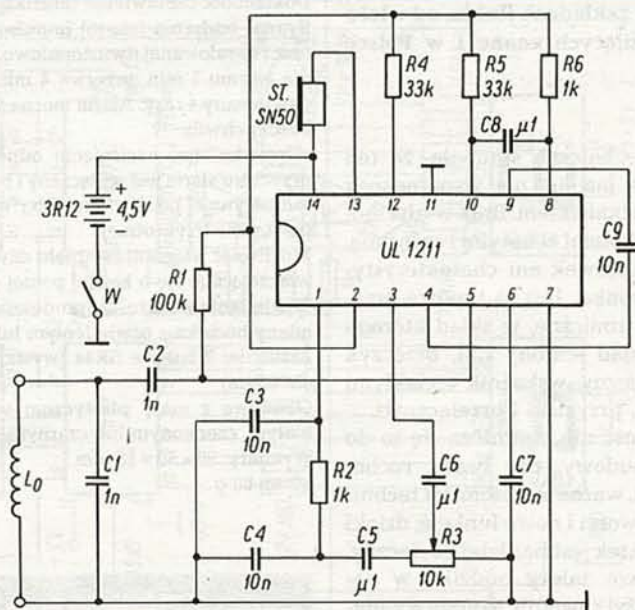 SŁ
SN50
R4
33k
R5
33k
R6
1k
C8
μ1
3R12
+
4,5V
−
14 13 12 11 10 9 8
UL 1211
1 2 3 4 5 6 7
C9
10n
W
R1
100k
C2
1n
C3
10n
L0
C1
1n
R2
1k
C6
μ1
C7
10n
C4
10n
C5
μ1
R3
10k